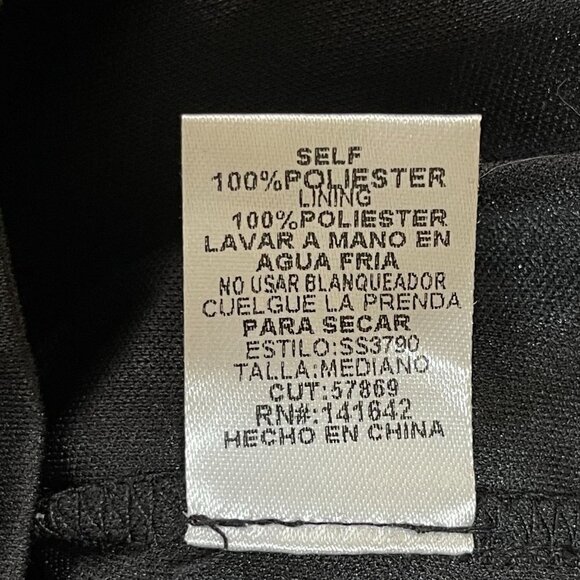 SELF
100%POLIESTER
LINING
100%POLIESTER
LAVAR A MANO EN
AGUA FRIA
NO USAR BLANQUEADOR
CUELGUE LA PRENDA
PARA SECAR
ESTILO:SS3790
TALLA:MEDIANO
CUT:57869
RN#:141642
HECHO EN CHINA